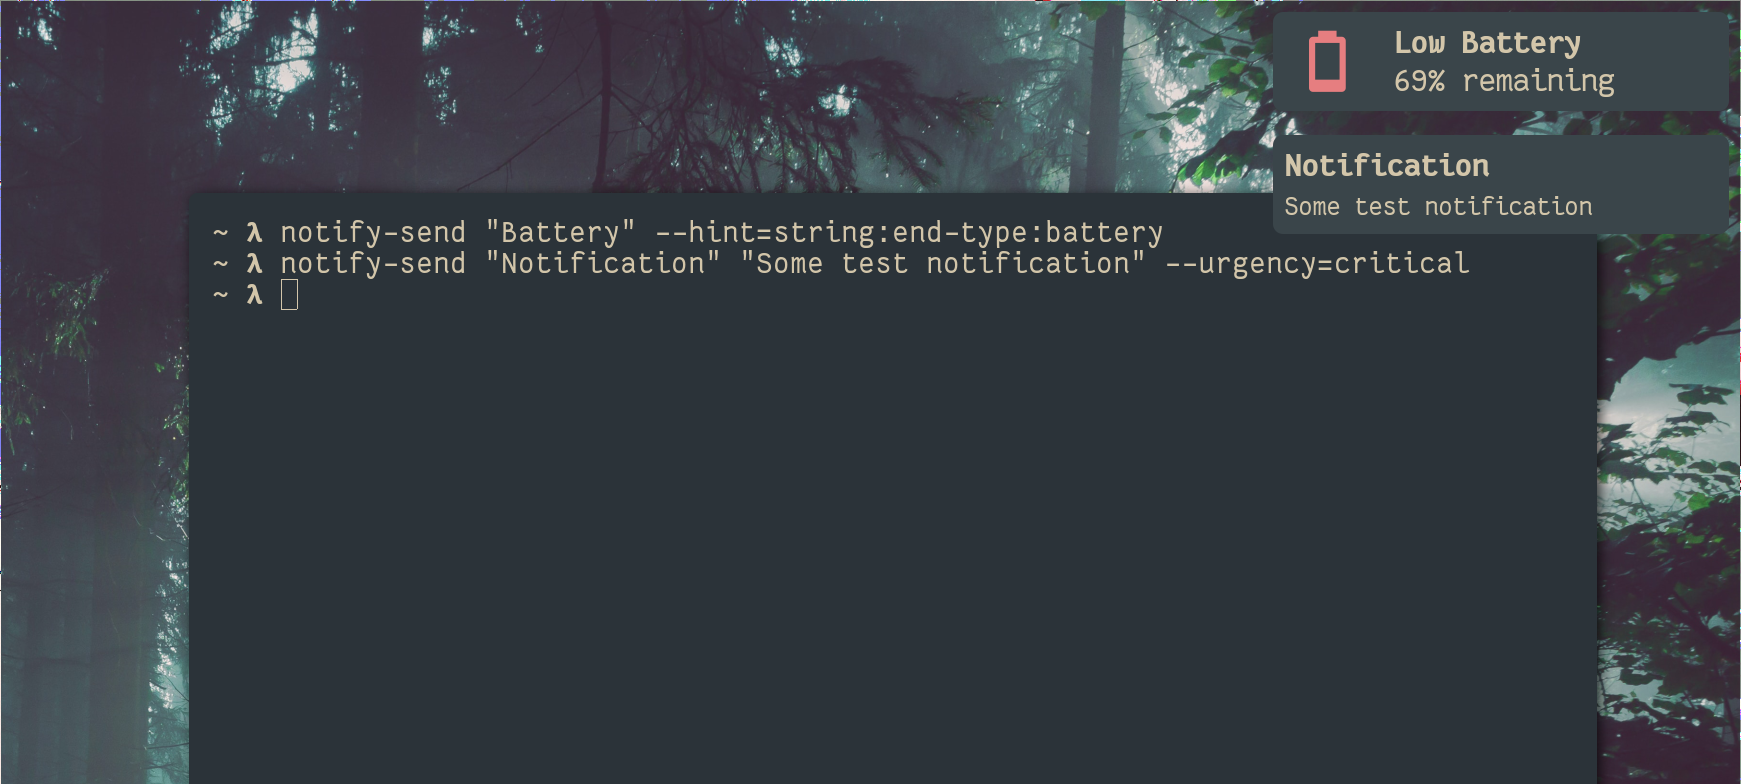 Low Battery
69% remaining
Notification
Some test notification
~ λ notify-send "Battery" --hint=string:end-type:battery
~ λ notify-send "Notification" "Some test notification" --urgency=critical
~ λ